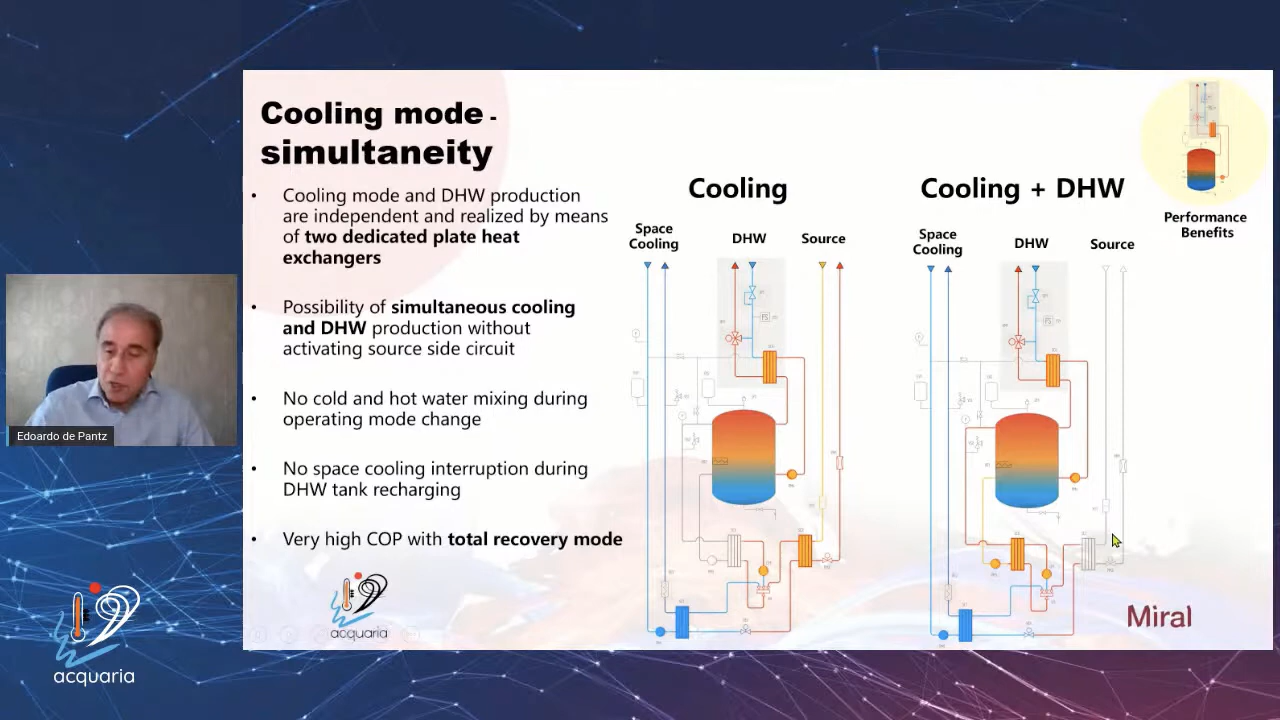 Cooling mode -
simultaneity
• Cooling mode and DHW production
are independent and realized by means
of two dedicated plate heat
exchangers
• Possibility of simultaneous cooling
and DHW production without
activating source side circuit
• No cold and hot water mixing during
operating mode change
• No space cooling interruption during
DHW tank recharging
• Very high COP with total recovery mode
acquaria
Cooling
Space
Cooling
DHW
Source
Cooling + DHW
Space
Cooling
DHW
Source
Performance
Benefits
Miral
Edoardo de Pantz
acquaria